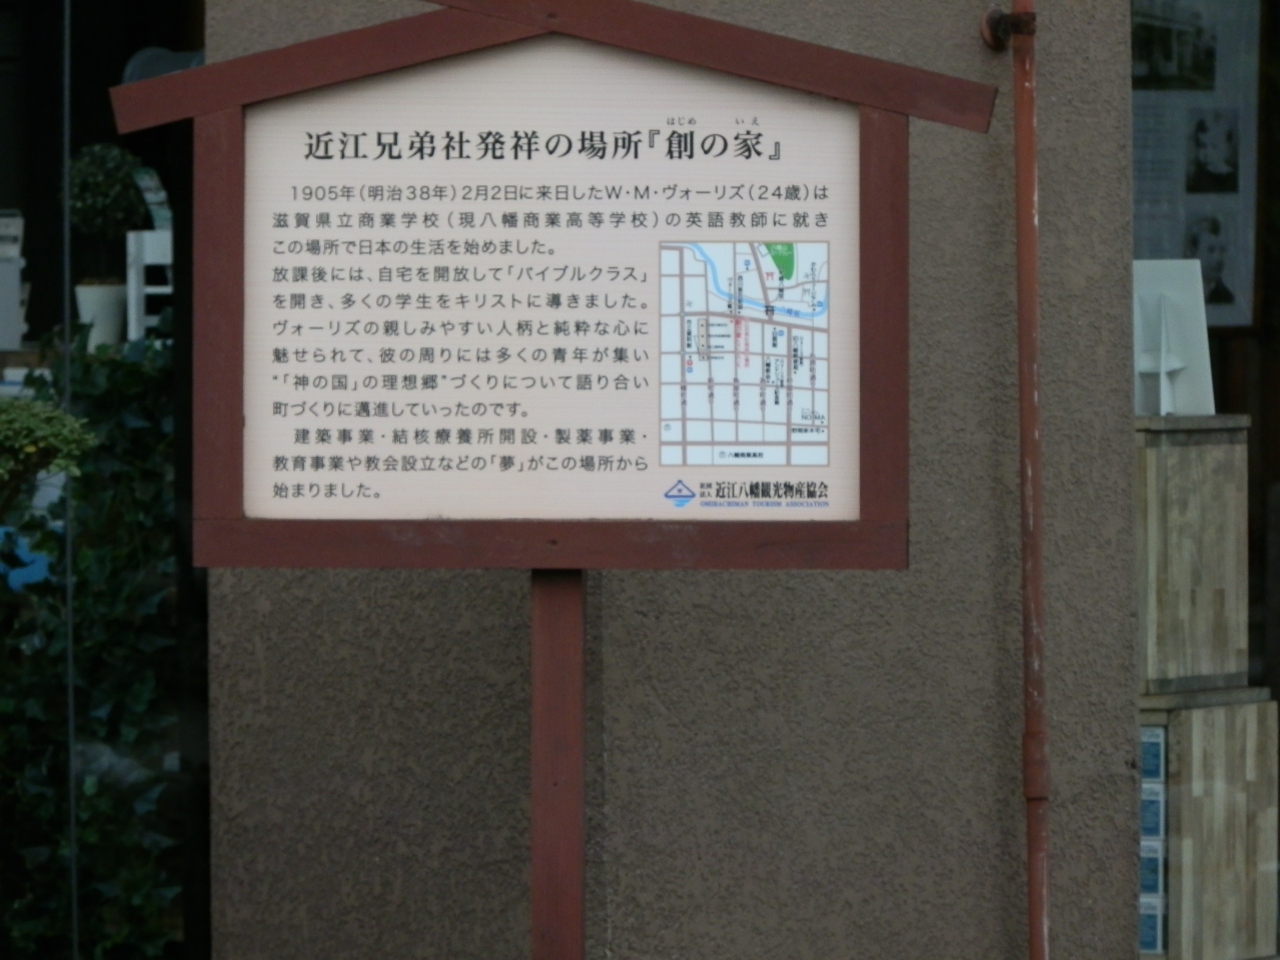 近江兄弟社発祥の場所『創の家』
はじめ いえ
1905年(明治38年)2月2日に来日したW・M・ヴォーリズ(24歳)は
滋賀県立商業学校(現八幡商業高等学校)の英語教師に就き
この場所で日本の生活を始めました。
放課後には、自宅を開放して「バイブルクラス」
を開き、多くの学生をキリストに導きました。
ヴォーリズの親しみやすい人柄と純粋な心に
魅せられて、彼の周りには多くの青年が集い
“「神の国」の理想郷”づくりについて語り合い
町づくりに邁進していったのです。
建築事業・結核療養所開設・製薬事業・
教育事業や教会設立などの「夢」がこの場所から
始まりました。
八幡商業高校
社団法人 近江八幡観光物産協会
OMIHACHIMAN TOURISM ASSOCIATION